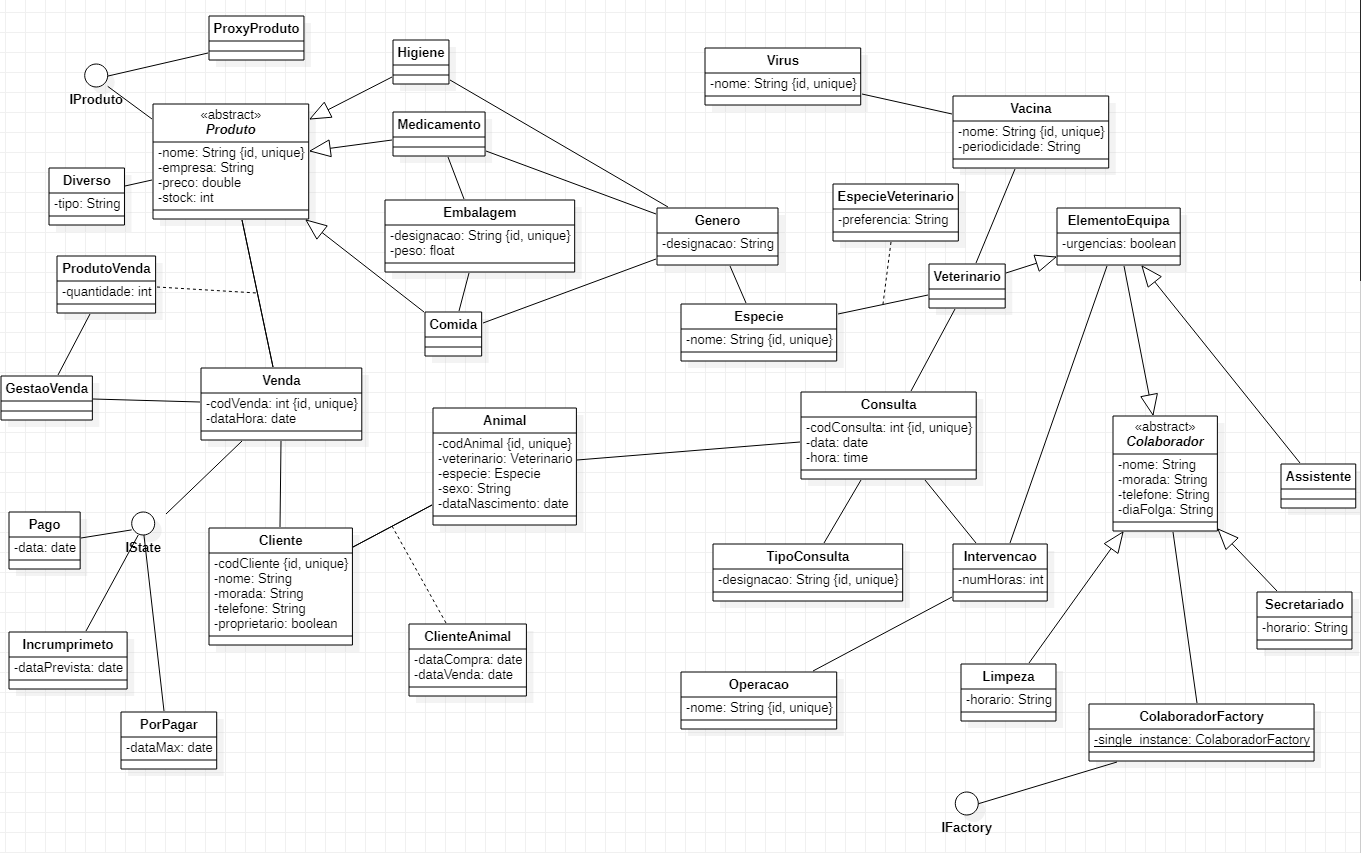 ProxyProduto
IProduto
«abstract»
Produto
-nome: String {id, unique}
-empresa: String
-preco: double
-stock: int
Diverso
-tipo: String
ProdutoVenda
-quantidade: int
GestaoVenda
Higiene
Medicamento
Embalagem
-designacao: String {id, unique}
-peso: float
Comida
Genero
-designacao: String
Especie
-nome: String {id, unique}
Virus
-nome: String {id, unique}
Vacina
-nome: String {id, unique}
-periodicidade: String
EspecieVeterinario
-preferencia: String
Veterinario
ElementoEquipa
-urgencias: boolean
Venda
-codVenda: int {id, unique}
-dataHora: date
Animal
-codAnimal {id, unique}
-veterinario: Veterinario
-especie: Especie
-sexo: String
-dataNascimento: date
Consulta
-codConsulta: int {id, unique}
-data: date
-hora: time
«abstract»
Colaborador
-nome: String
-morada: String
-telefone: String
-diaFolga: String
Assistente
Pago
-data: date
IState
Cliente
-codCliente {id, unique}
-nome: String
-morada: String
-telefone: String
-proprietario: boolean
TipoConsulta
-designacao: String {id, unique}
Intervencao
-numHoras: int
Secretariado
-horario: String
Incrumprimeto
-dataPrevista: date
ClienteAnimal
-dataCompra: date
-dataVenda: date
Operacao
-nome: String {id, unique}
Limpeza
-horario: String
PorPagar
-dataMax: date
ColaboradorFactory
-single_instance: ColaboradorFactory
IFactory